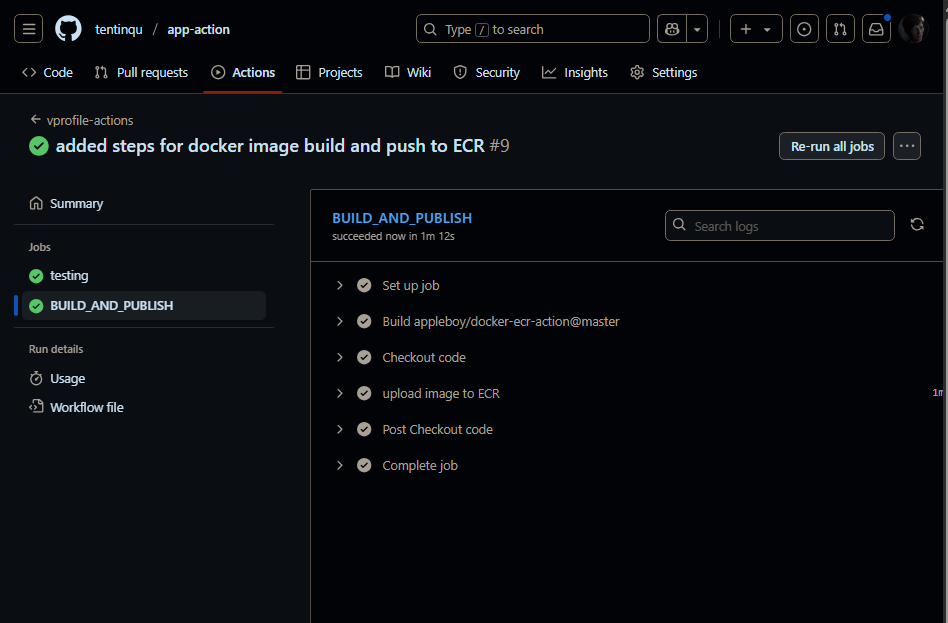 tentinqu / app-action
Type / to search
Code Pull requests Actions Projects Wiki Security Insights Settings
vprofile-actions
added steps for docker image build and push to ECR #9
Re-run all jobs
Summary
Jobs
testing
BUILD_AND_PUBLISH
Run details
Usage
Workflow file
BUILD_AND_PUBLISH
succeeded now in 1m 12s
Search logs
Set up job
Build appleboy/docker-ecr-action@master
Checkout code
upload image to ECR
Post Checkout code
Complete job